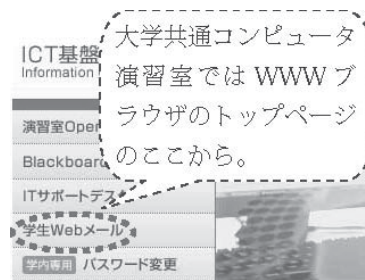 ICT基盤
Information
大学共通コンピュータ
演習室では WWW ブ
ラウザのトップページ
のここから。
演習室Oper
Blackboard
ITサポートデス
学生Webメール
学内専用 パスワード変更